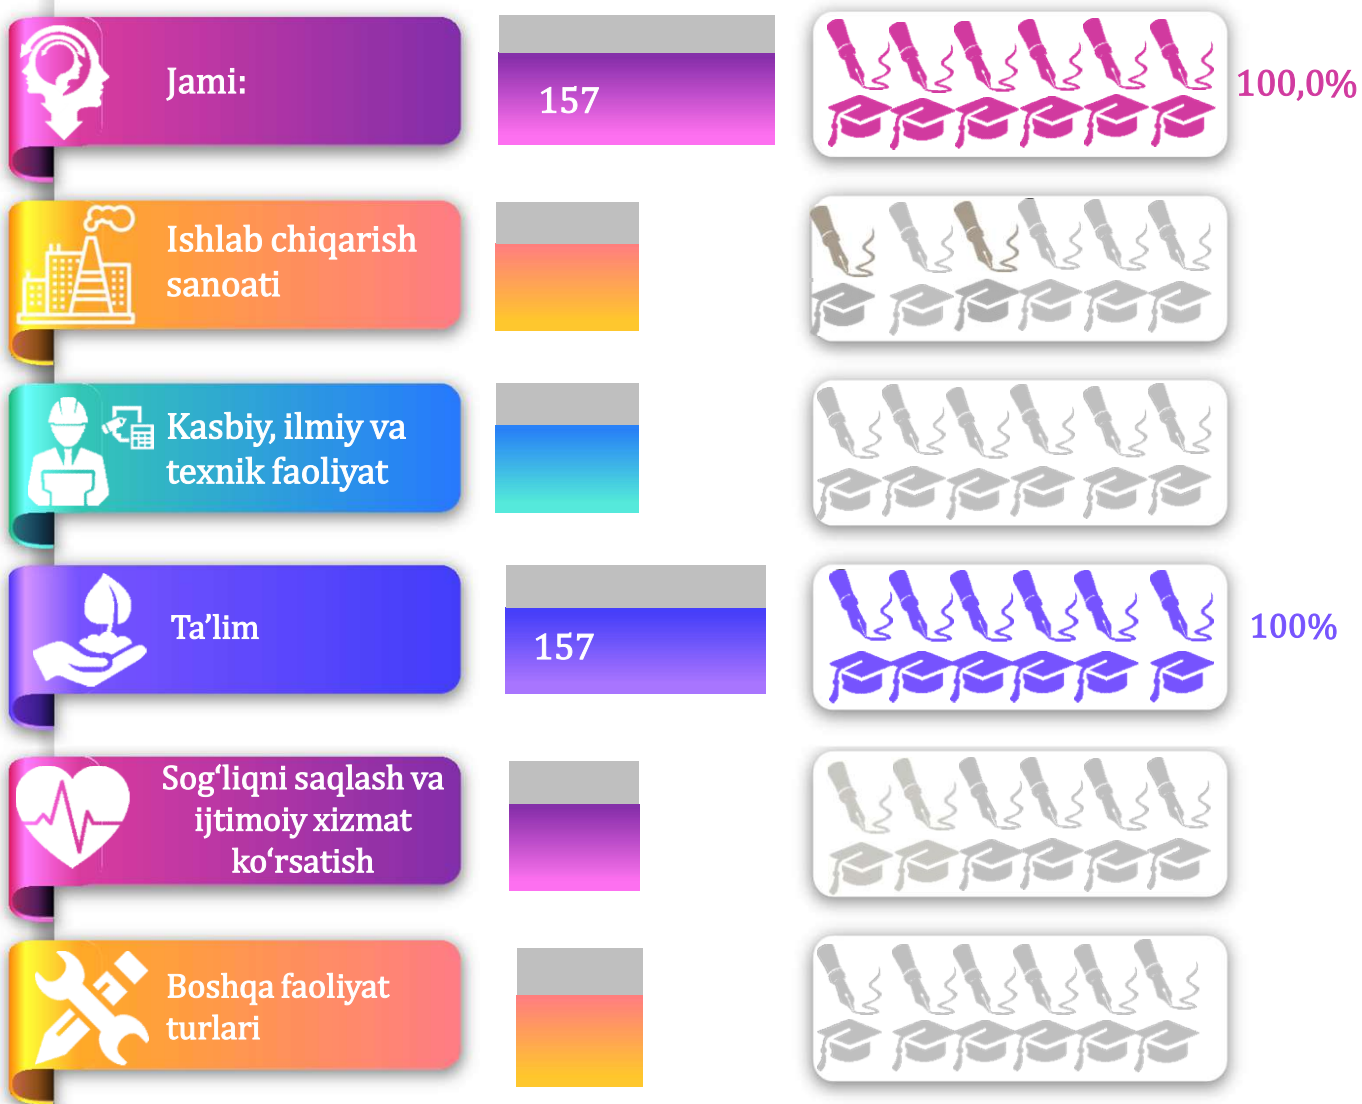 Jami:
157
100,0%
Ishlab chiqarish
sanoati
Kasbiy, ilmiy va
texnik faoliyat
Ta’lim
157
100%
Sog‘liqni saqlash va
ijtimoiy xizmat
ko‘rsatish
Boshqa faoliyat
turlari